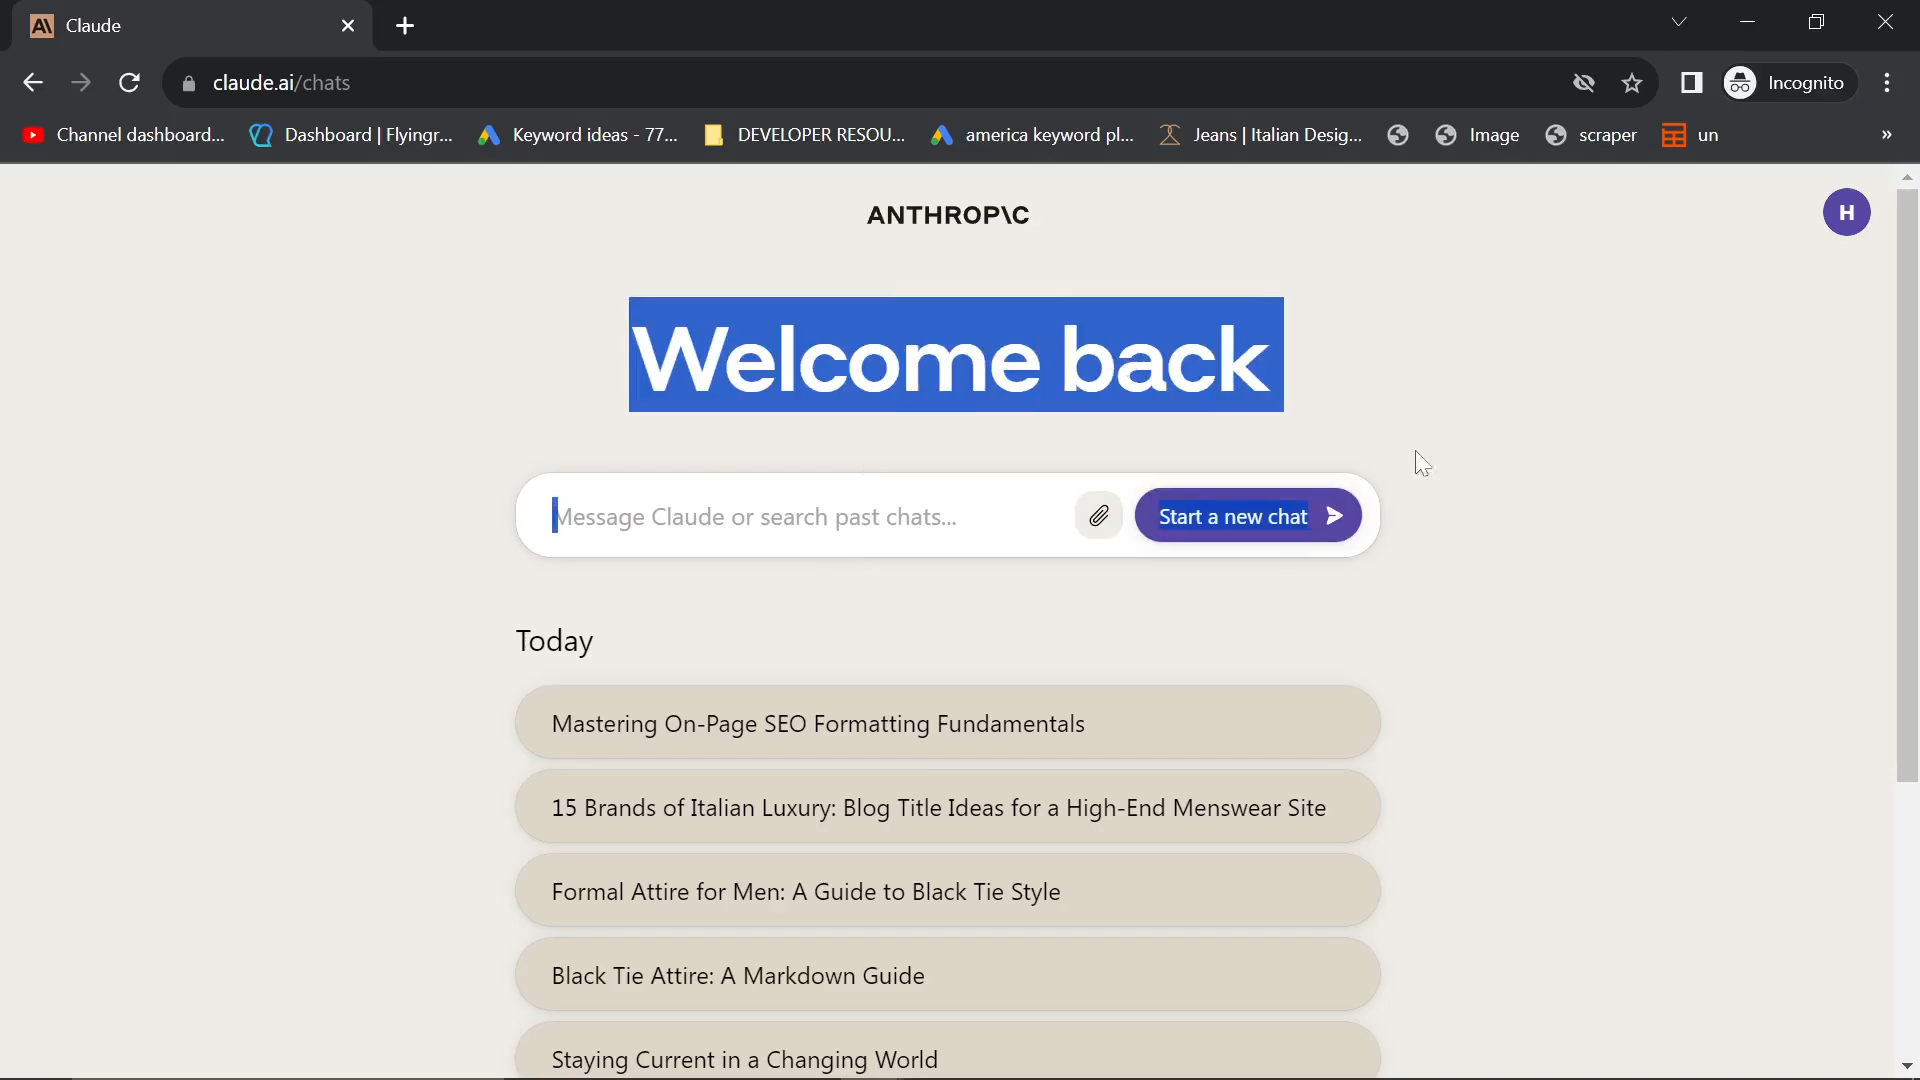 Claude
claude.ai/chats
Incognito
Channel dashboard...
Dashboard | Flyingr...
Keyword ideas - 77...
DEVELOPER RESOU...
america keyword pl...
Jeans | Italian Desig...
Image
scraper
un
»
ANTHROP\C
H
Welcome back
Message Claude or search past chats...
Start a new chat
Today
Mastering On-Page SEO Formatting Fundamentals
15 Brands of Italian Luxury: Blog Title Ideas for a High-End Menswear Site
Formal Attire for Men: A Guide to Black Tie Style
Black Tie Attire: A Markdown Guide
Staying Current in a Changing World